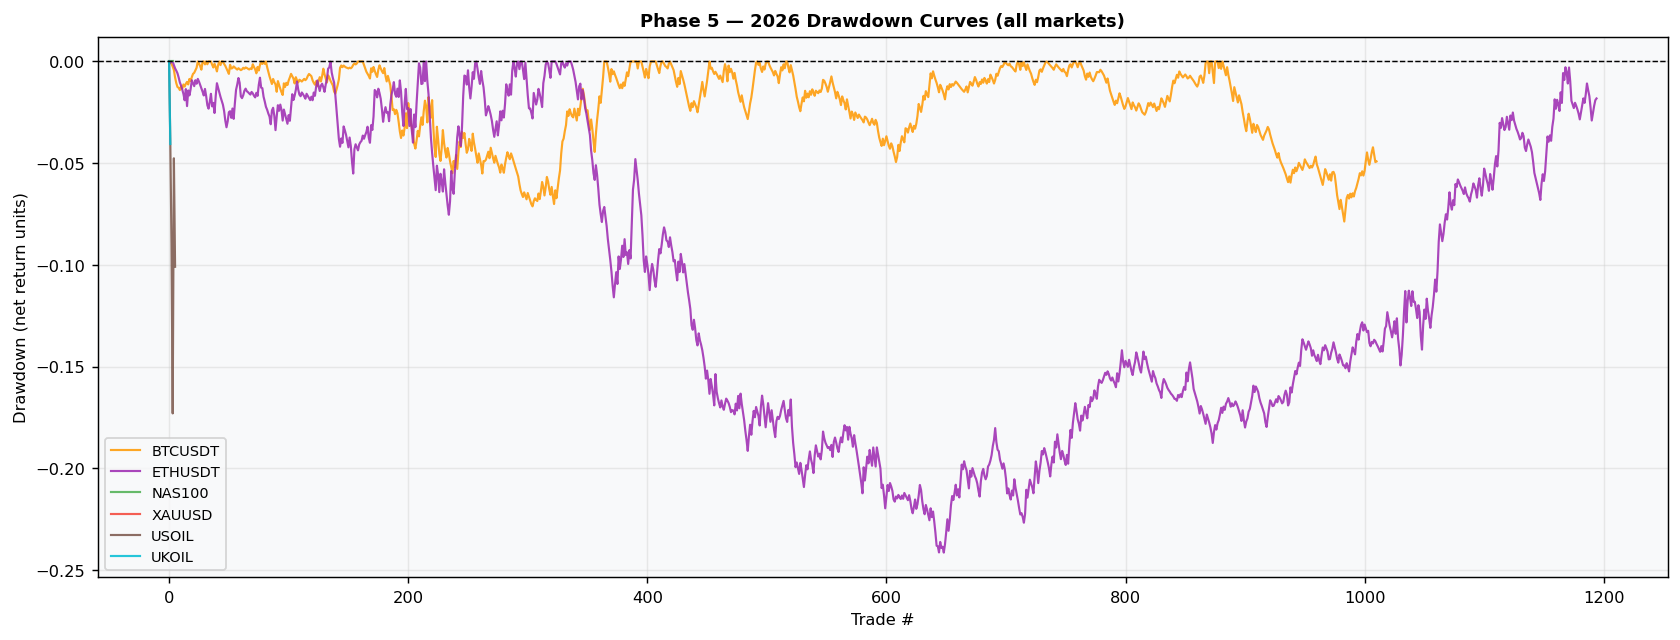 Phase 5 — 2026 Drawdown Curves (all markets)
Drawdown (net return units)
0.00
−0.05
−0.10
−0.15
−0.20
−0.25
BTCUSDT
ETHUSDT
NAS100
XAUUSD
USOIL
UKOIL
0 200 400 600 800 1000 1200
Trade #